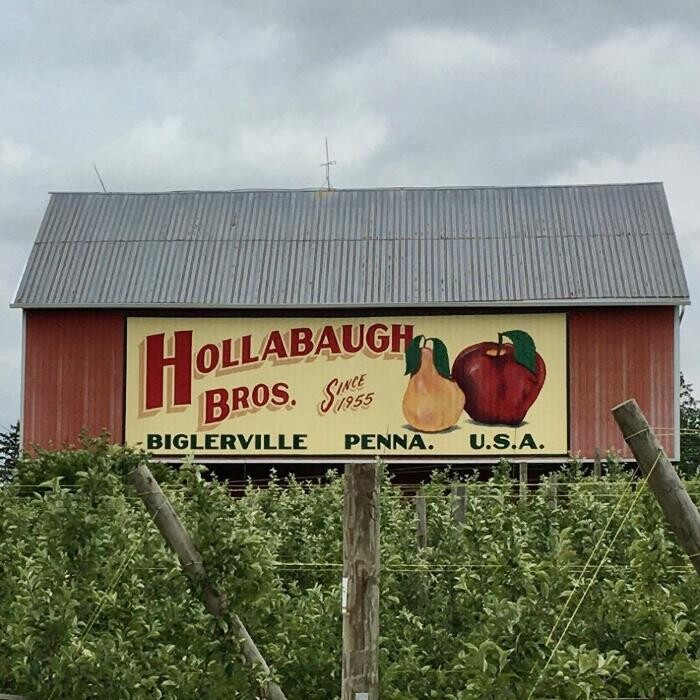 HOLLABAUGH
BROS. SINCE 1955
BIGLERVILLE PENNA. U.S.A.